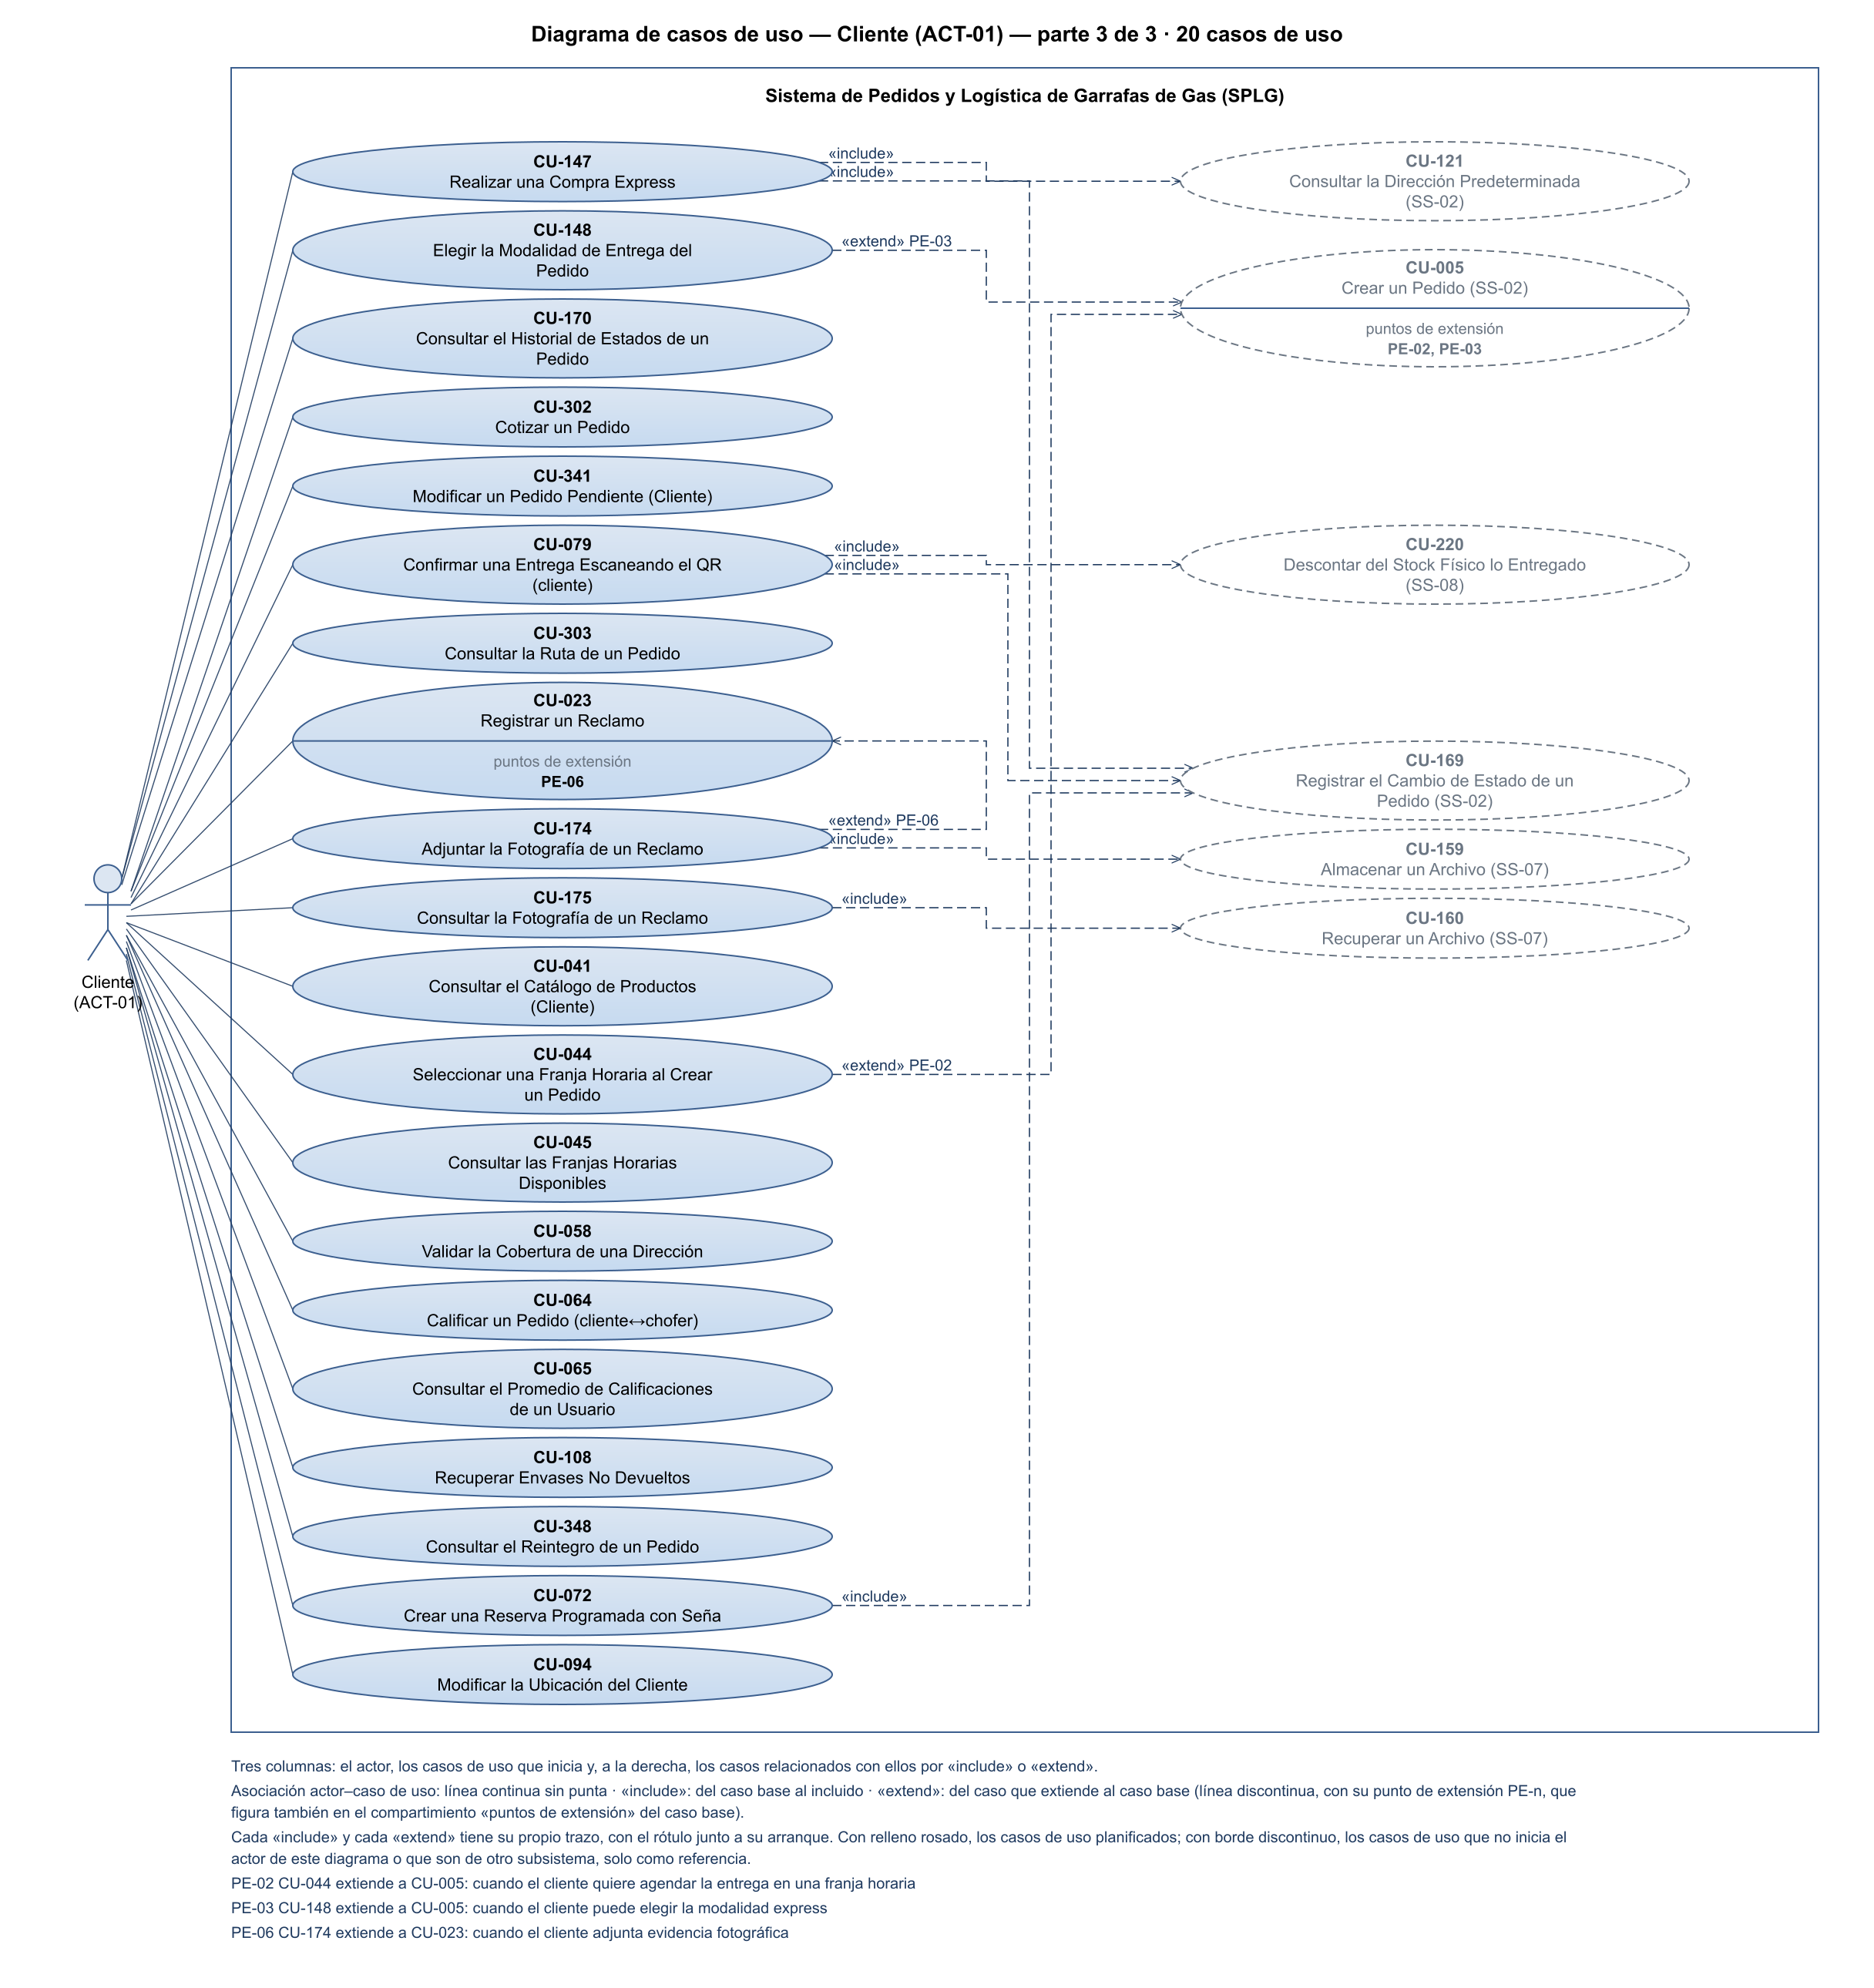 Diagrama de casos de uso — Cliente (ACT-01) — parte 3 de 3 · 20 casos de uso
Sistema de Pedidos y Logística de Garrafas de Gas (SPLG)
CU-147
Realizar una Compra Express
«include»
«include»
CU-121
Consultar la Dirección Predeterminada
(SS-02)
CU-148
Elegir la Modalidad de Entrega del
Pedido
«extend» PE-03
CU-005
Crear un Pedido (SS-02)
puntos de extensión
PE-02, PE-03
CU-170
Consultar el Historial de Estados de un
Pedido
CU-302
Cotizar un Pedido
CU-341
Modificar un Pedido Pendiente (Cliente)
CU-079
Confirmar una Entrega Escaneando el QR
(cliente)
«include»
«include»
CU-220
Descontar del Stock Físico lo Entregado
(SS-08)
CU-303
Consultar la Ruta de un Pedido
CU-023
Registrar un Reclamo
puntos de extensión
PE-06
CU-169
Registrar el Cambio de Estado de un
Pedido (SS-02)
CU-174
Adjuntar la Fotografía de un Reclamo
«extend» PE-06
«include»
CU-159
Almacenar un Archivo (SS-07)
CU-175
Consultar la Fotografía de un Reclamo
«include»
CU-160
Recuperar un Archivo (SS-07)
Cliente
(ACT-01)
CU-041
Consultar el Catálogo de Productos
(Cliente)
CU-044
Seleccionar una Franja Horaria al Crear
un Pedido
«extend» PE-02
CU-045
Consultar las Franjas Horarias
Disponibles
CU-058
Validar la Cobertura de una Dirección
CU-064
Calificar un Pedido (cliente↔chofer)
CU-065
Consultar el Promedio de Calificaciones
de un Usuario
CU-108
Recuperar Envases No Devueltos
CU-348
Consultar el Reintegro de un Pedido
CU-072
Crear una Reserva Programada con Seña
«include»
CU-094
Modificar la Ubicación del Cliente
Tres columnas: el actor, los casos de uso que inicia y, a la derecha, los casos relacionados con ellos por «include» o «extend».
Asociación actor–caso de uso: línea continua sin punta · «include»: del caso base al incluido · «extend»: del caso que extiende al caso base (línea discontinua, con su punto de extensión PE-n, que
figura también en el compartimiento «puntos de extensión» del caso base).
Cada «include» y cada «extend» tiene su propio trazo, con el rótulo junto a su arranque. Con relleno rosado, los casos de uso planificados; con borde discontinuo, los casos de uso que no inicia el
actor de este diagrama o que son de otro subsistema, solo como referencia.
PE-02 CU-044 extiende a CU-005: cuando el cliente quiere agendar la entrega en una franja horaria
PE-03 CU-148 extiende a CU-005: cuando el cliente puede elegir la modalidad express
PE-06 CU-174 extiende a CU-023: cuando el cliente adjunta evidencia fotográfica